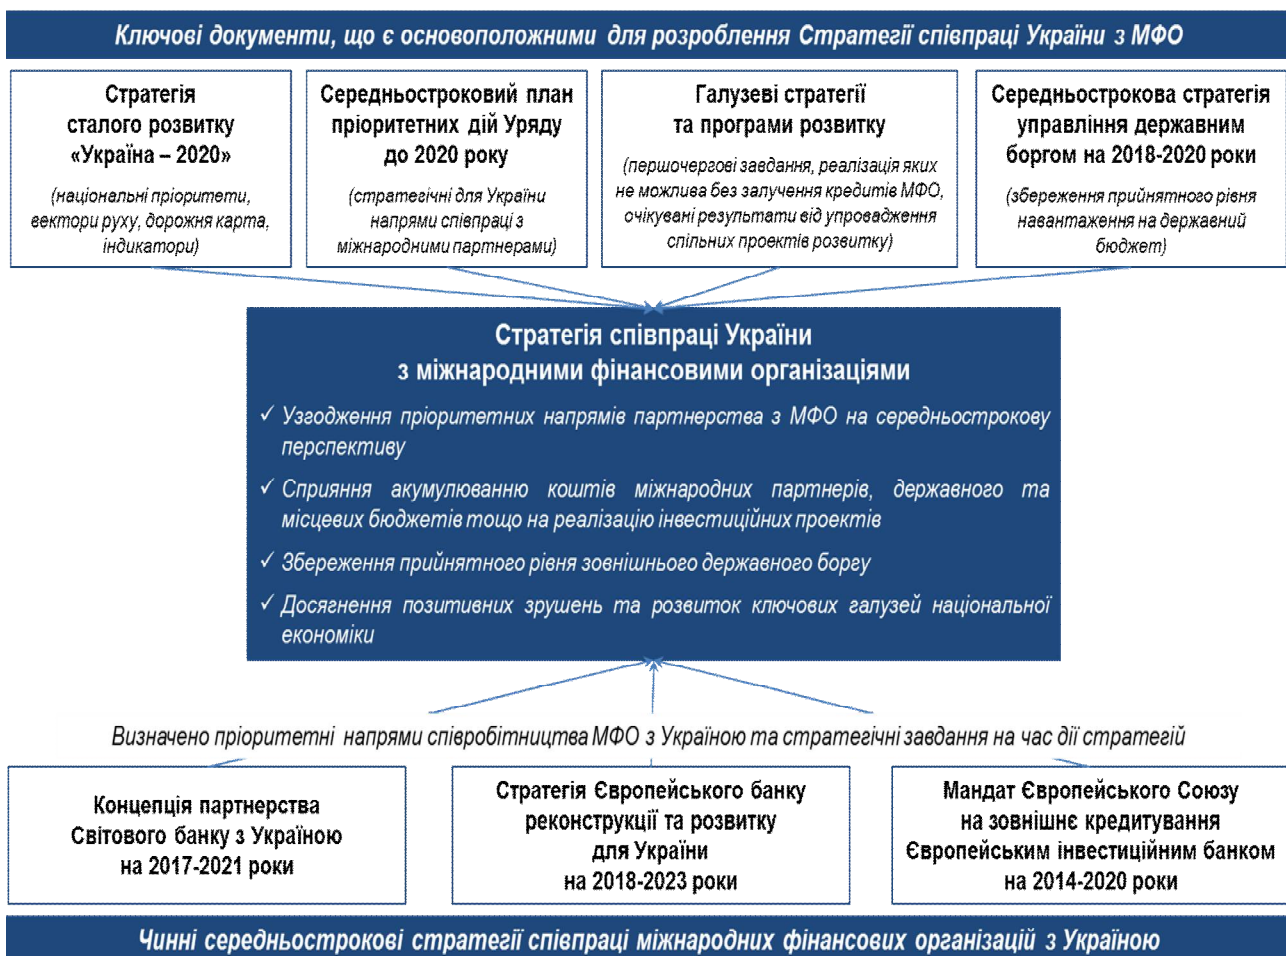 Ключові документи, що є основоположними для розроблення Стратегії співпраці України з МФО
Стратегія
сталого розвитку
«Україна – 2020»
(національні пріоритети,
вектори руху, дорожня карта,
індикатори)
Середньостроковий план
пріоритетних дій Уряду
до 2020 року
(стратегічні для України
напрями співпраці з
міжнародними партнерами)
Галузеві стратегії
та програми розвитку
(першочергові завдання, реалізація яких
не можлива без залучення кредитів МФО,
очікувані результати від упровадження
спільних проектів розвитку)
Середньострокова стратегія
управління державним
боргом на 2018-2020 роки
(збереження прийнятного рівня
навантаження на державний
бюджет)
Стратегія співпраці України
з міжнародними фінансовими організаціями
✓ Узгодження пріоритетних напрямів партнерства з МФО на середньострокову
перспективу
✓ Сприяння акумулюванню коштів міжнародних партнерів, державного та
місцевих бюджетів тощо на реалізацію інвестиційних проектів
✓ Збереження прийнятного рівня зовнішнього державного боргу
✓ Досягнення позитивних зрушень та розвиток ключових галузей національної
економіки
Визначено пріоритетні напрями співробітництва МФО з Україною та стратегічні завдання на час дії стратегій
Концепція партнерства
Світового банку з Україною
на 2017-2021 роки
Стратегія Європейського банку
реконструкції та розвитку
для України
на 2018-2023 роки
Мандат Європейського Союзу
на зовнішнє кредитування
Європейським інвестиційним банком
на 2014-2020 роки
Чинні середньострокові стратегії співпраці міжнародних фінансових організацій з Україною